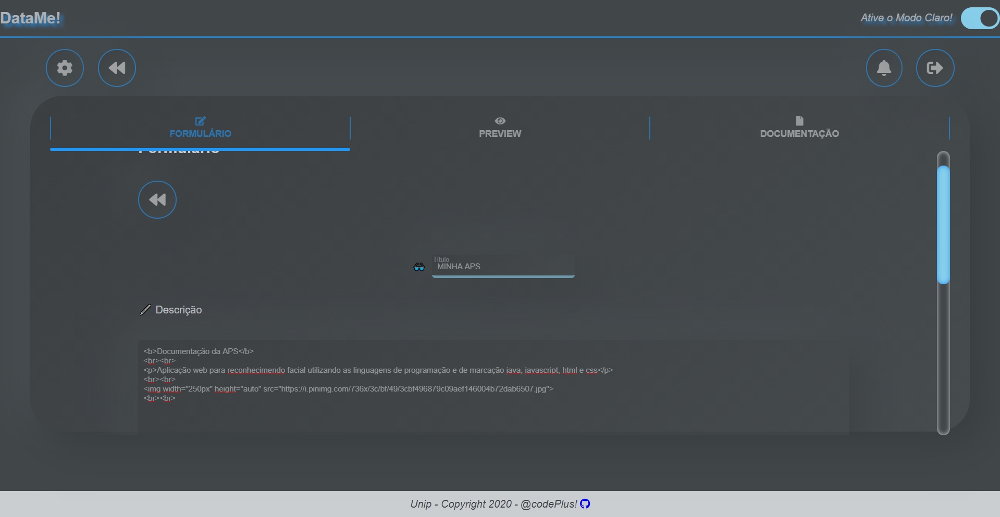 DataMe!
Ative o Modo Claro!
FORMULÁRIO
PREVIEW
DOCUMENTAÇÃO
Formulário
Título
MINHA APS
Descrição
<b>Documentação da APS</b>
<br><br>
<p>Aplicação web para reconhecimendo facial utilizando as linguagens de programação e de marcação java, javascript, html e css</p>
<br><br>
<img width="250px" height="auto" src="https://i.pinimg.com/736x/3c/bf/49/3cbf496879c09aef146004b72dab6507.jpg">
<br><br>
Unip - Copyright 2020 - @codePlus!